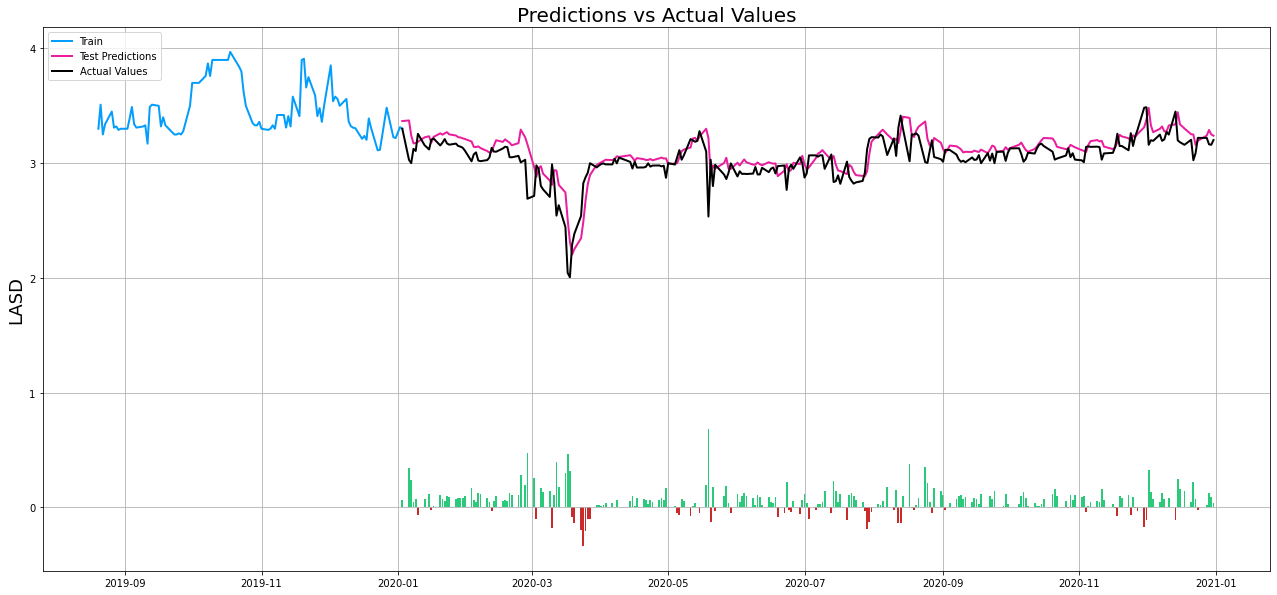 Predictions vs Actual Values
Train
Test Predictions
Actual Values
LASD
4
3
2
1
0
2019-09
2019-11
2020-01
2020-03
2020-05
2020-07
2020-09
2020-11
2021-01